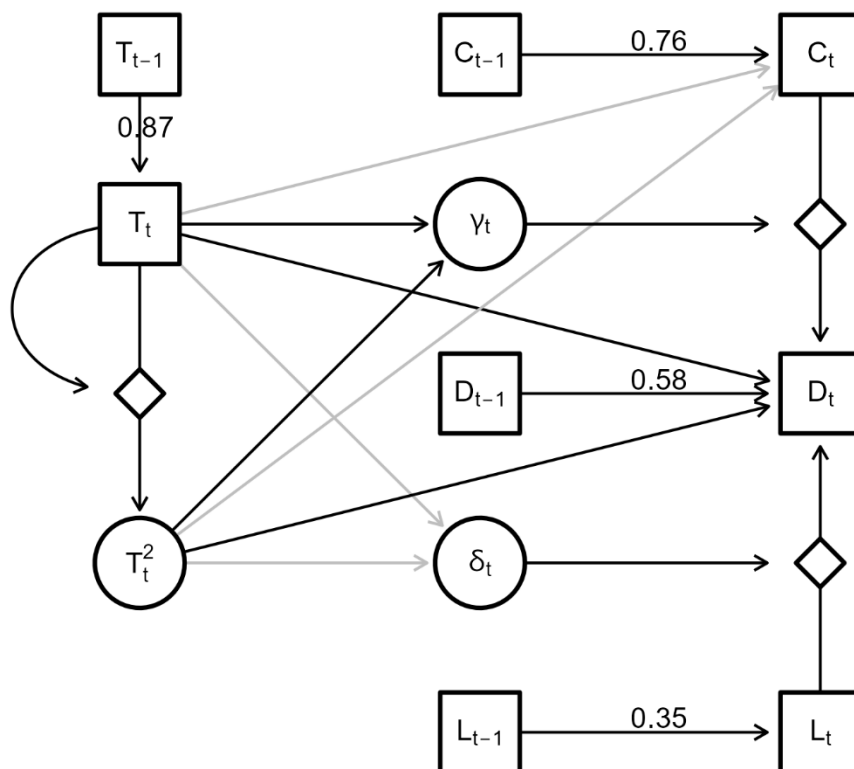 T_{t−1} C_{t-1} 0.76 C_t
0.87
T_t γ_t
D_{t-1} 0.58 D_t
T_t^2 δ_t
L_{t-1} 0.35 L_t